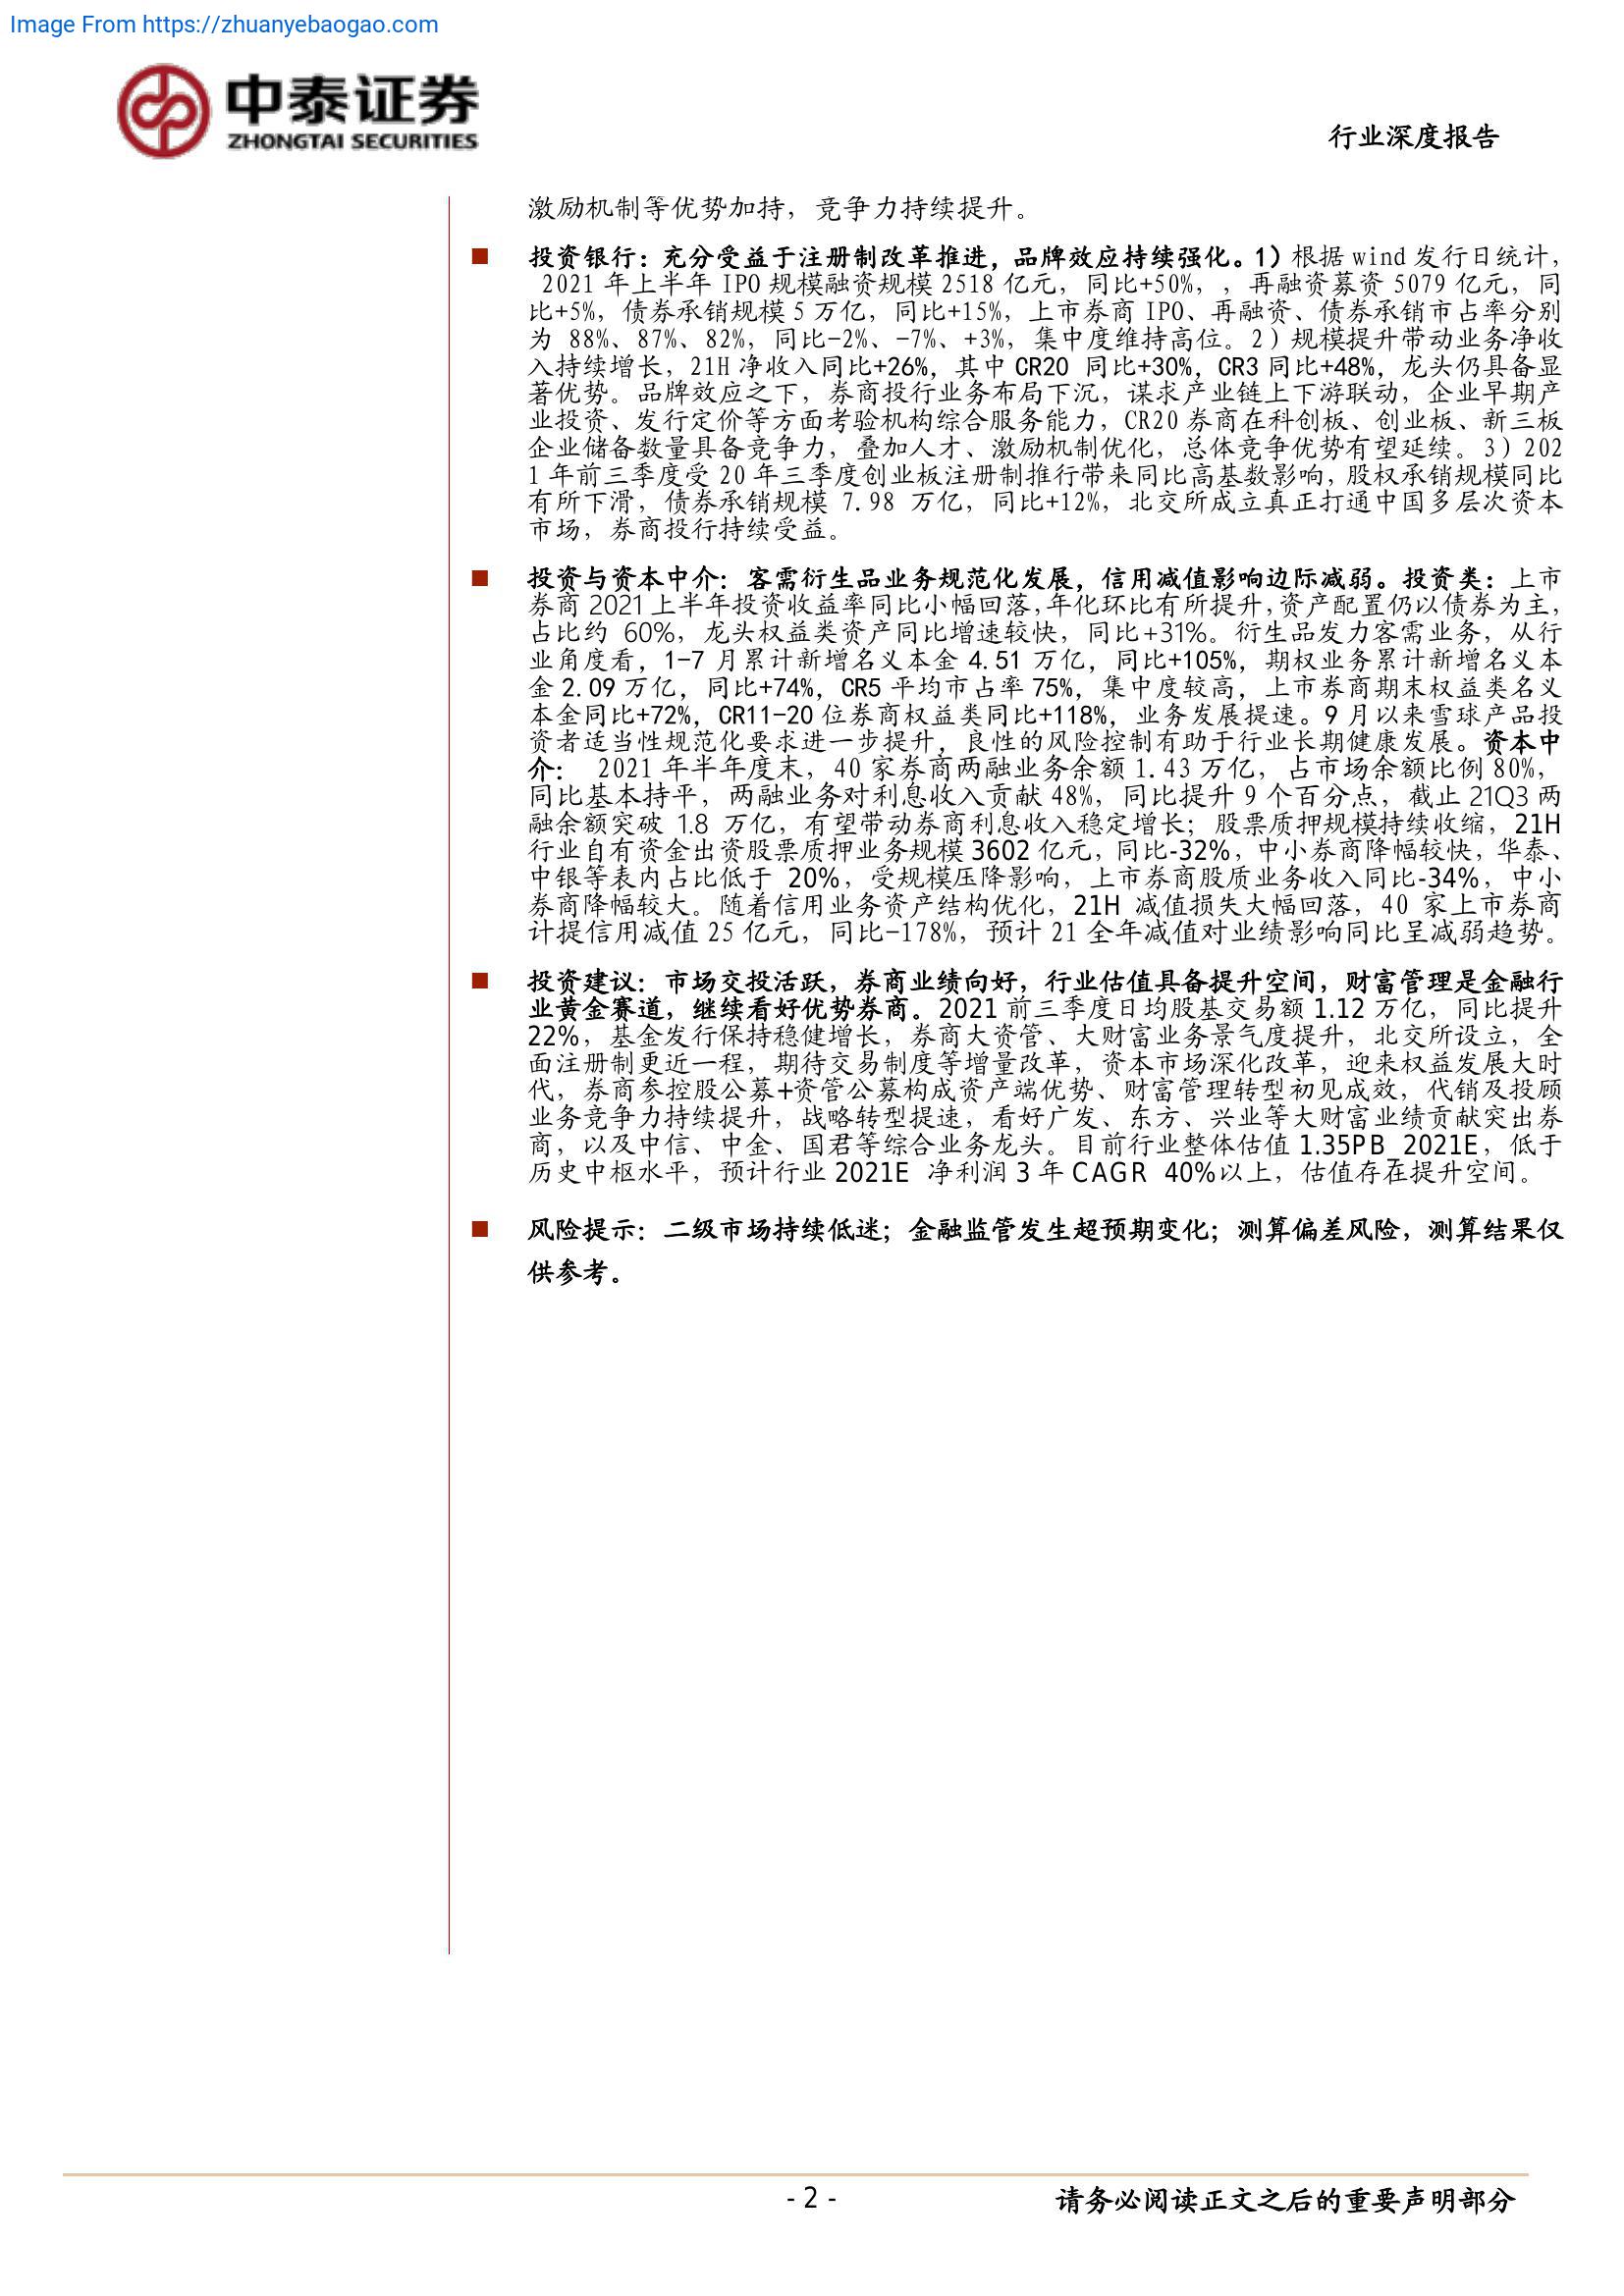 Image From https://zhuanyebaogao.com
中泰证券
ZHONGTAI SECURITIES
行业深度报告
激励机制等优势加持，竞争力持续提升。
■ 投资银行：充分受益于注册制改革推进，品牌效应持续强化。1）根据 wind 发行日统计，
2021 年上半年 IPO 规模融资规模 2518 亿元，同比+50%，，再融资募资 5079 亿元，同
比+5%，债券承销规模 5 万亿，同比+15%，上市券商 IPO、再融资、债券承销市占率分别
为 88%、87%、82%，同比-2%、-7%、+3%，集中度维持高位。2）规模提升带动业务净收
入持续增长，21H 净收入同比+26%，其中 CR20 同比+30%，CR3 同比+48%，龙头仍具备显
著优势。品牌效应之下，券商投行业务布局下沉，谋求产业链上下游联动，企业早期产
业投资、发行定价等方面考验机构综合服务能力，CR20 券商在科创板、创业板、新三板
企业储备数量具备竞争力，叠加人才、激励机制优化，总体竞争优势有望延续。3）202
1 年前三季度受 20 年三季度创业板注册制推行带来同比高基数影响，股权承销规模同比
有所下滑，债券承销规模 7.98 万亿，同比+12%，北交所成立真正打通中国多层次资本
市场，券商投行持续受益。
■ 投资与资本中介：客需衍生品业务规范化发展，信用减值影响边际减弱。投资类：上市
券商 2021 上半年投资收益率同比小幅回落，年化环比有所提升，资产配置仍以债券为主，
占比约 60%，龙头权益类资产同比增速较快，同比+31%。衍生品发力客需业务，从行
业角度看，1-7 月累计新增名义本金 4.51 万亿，同比+105%，期权业务累计新增名义本
金 2.09 万亿，同比+74%，CR5 平均市占率 75%，集中度较高，上市券商期末权益类名义
本金同比+72%，CR11-20 位券商权益类同比+118%，业务发展提速。9 月以来雪球产品投
资者适当性规范化要求进一步提升，良性的风险控制有助于行业长期健康发展。资本中
介： 2021 年半年度末，40 家券商两融业务余额 1.43 万亿，占市场余额比例 80%，
同比基本持平，两融业务对利息收入贡献 48%，同比提升 9 个百分点，截止 21Q3 两
融余额突破 1.8 万亿，有望带动券商利息收入稳定增长；股票质押规模持续收缩，21H
行业自有资金出资股票质押业务规模 3602 亿元，同比-32%，中小券商降幅较快，华泰、
中银等表内占比低于 20%，受规模压降影响，上市券商股质业务收入同比-34%，中小
券商降幅较大。随着信用业务资产结构优化，21H 减值损失大幅回落，40 家上市券商
计提信用减值 25 亿元，同比-178%，预计 21 全年减值对业绩影响同比呈减弱趋势。
■ 投资建议：市场交投活跃，券商业绩向好，行业估值具备提升空间，财富管理是金融行
业黄金赛道，继续看好优势券商。2021 前三季度日均股基交易额 1.12 万亿，同比提升
22%，基金发行保持稳健增长，券商大资管、大财富业务景气度提升，北交所设立，全
面注册制更近一程，期待交易制度等增量改革，资本市场深化改革，迎来权益发展大时
代，券商参控股公募+资管公募构成资产端优势、财富管理转型初见成效，代销及投顾
业务竞争力持续提升，战略转型提速，看好广发、东方、兴业等大财富业绩贡献突出券
商，以及中信、中金、国君等综合业务龙头。目前行业整体估值 1.35PB_2021E，低于
历史中枢水平，预计行业 2021E 净利润 3 年 CAGR 40%以上，估值存在提升空间。
■ 风险提示：二级市场持续低迷；金融监管发生超预期变化；测算偏差风险，测算结果仅
供参考。
- 2 -
请务必阅读正文之后的重要声明部分